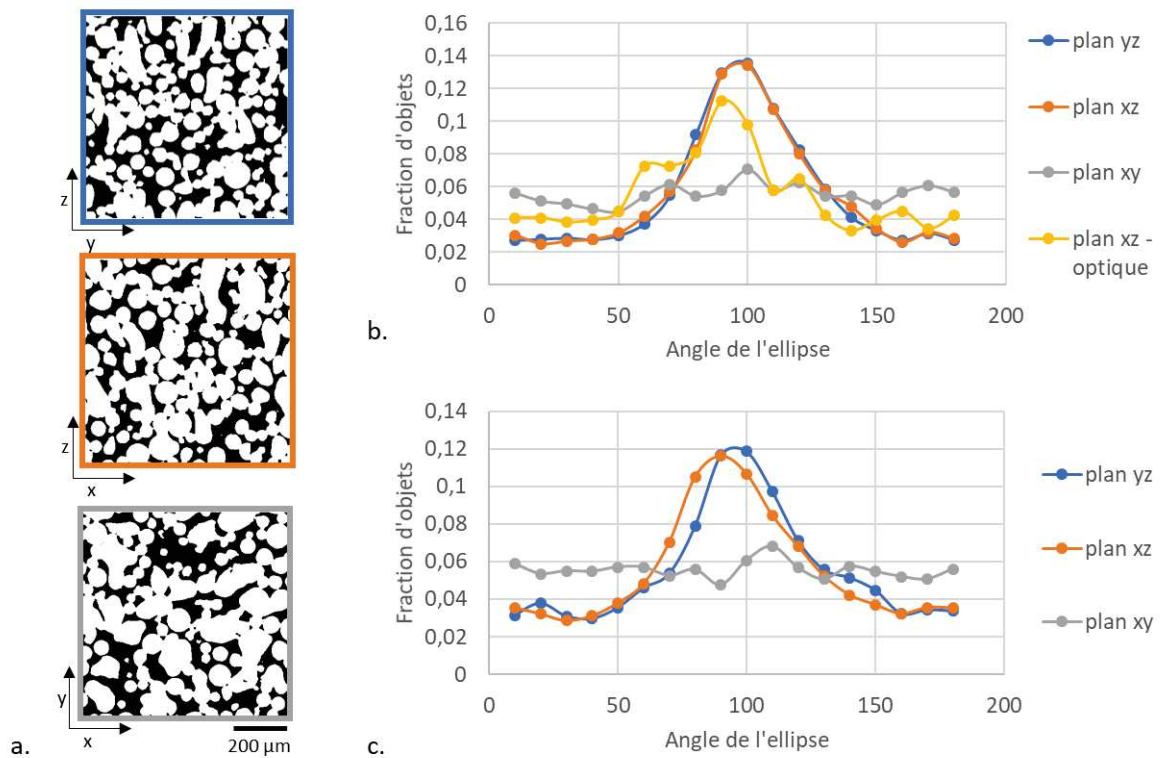 z
y
z
x
y
x
200 µm
a.
0,16
0,14
0,12
0,1
0,08
0,06
0,04
0,02
0
0 50 100 150 200
Fraction d'objets
Angle de l'ellipse
plan yz
plan xz
plan xy
plan xz -
optique
b.
0,14
0,12
0,1
0,08
0,06
0,04
0,02
0
0 50 100 150 200
Fraction d'objets
Angle de l'ellipse
plan yz
plan xz
plan xy
c.